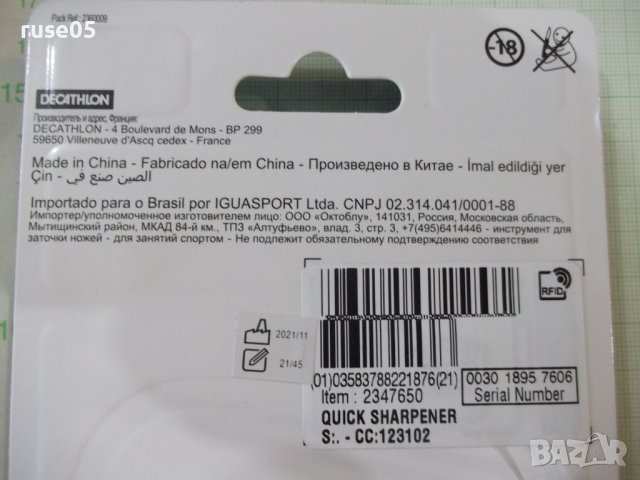 Pack Ref : 2360009
ruse05
-18
DECATHLON
Производитель и адрес, Франция:
DECATHLON - 4 Boulevard de Mons - BP 299
59650 Villeneuve d'Ascq cedex - France
Made in China - Fabricado na/em China - Произведено в Китае - İmal edildiği yer
Çin - الصين صنع في
Importado para o Brasil por IGUASPORT Ltda. CNPJ 02.314.041/0001-88
Импортер/уполномоченное изготовителем лицо: ООО «Октоблу», 141031, Россия, Московская область,
Мытищинский район, МКАД 84-й км., ТПЗ «Алтуфьево», влад. 3, стр. 3, +7(495)6414446 - инструмент для
заточки ножей - для занятий спортом - Не подлежит обязательному подтверждению соответствия
RFID
2021/11
21/45
(01)03583788221876(21)
0030 1895 7606
Item : 2347650
Serial Number
QUICK SHARPENER
S:. - CC:123102
BAZAR